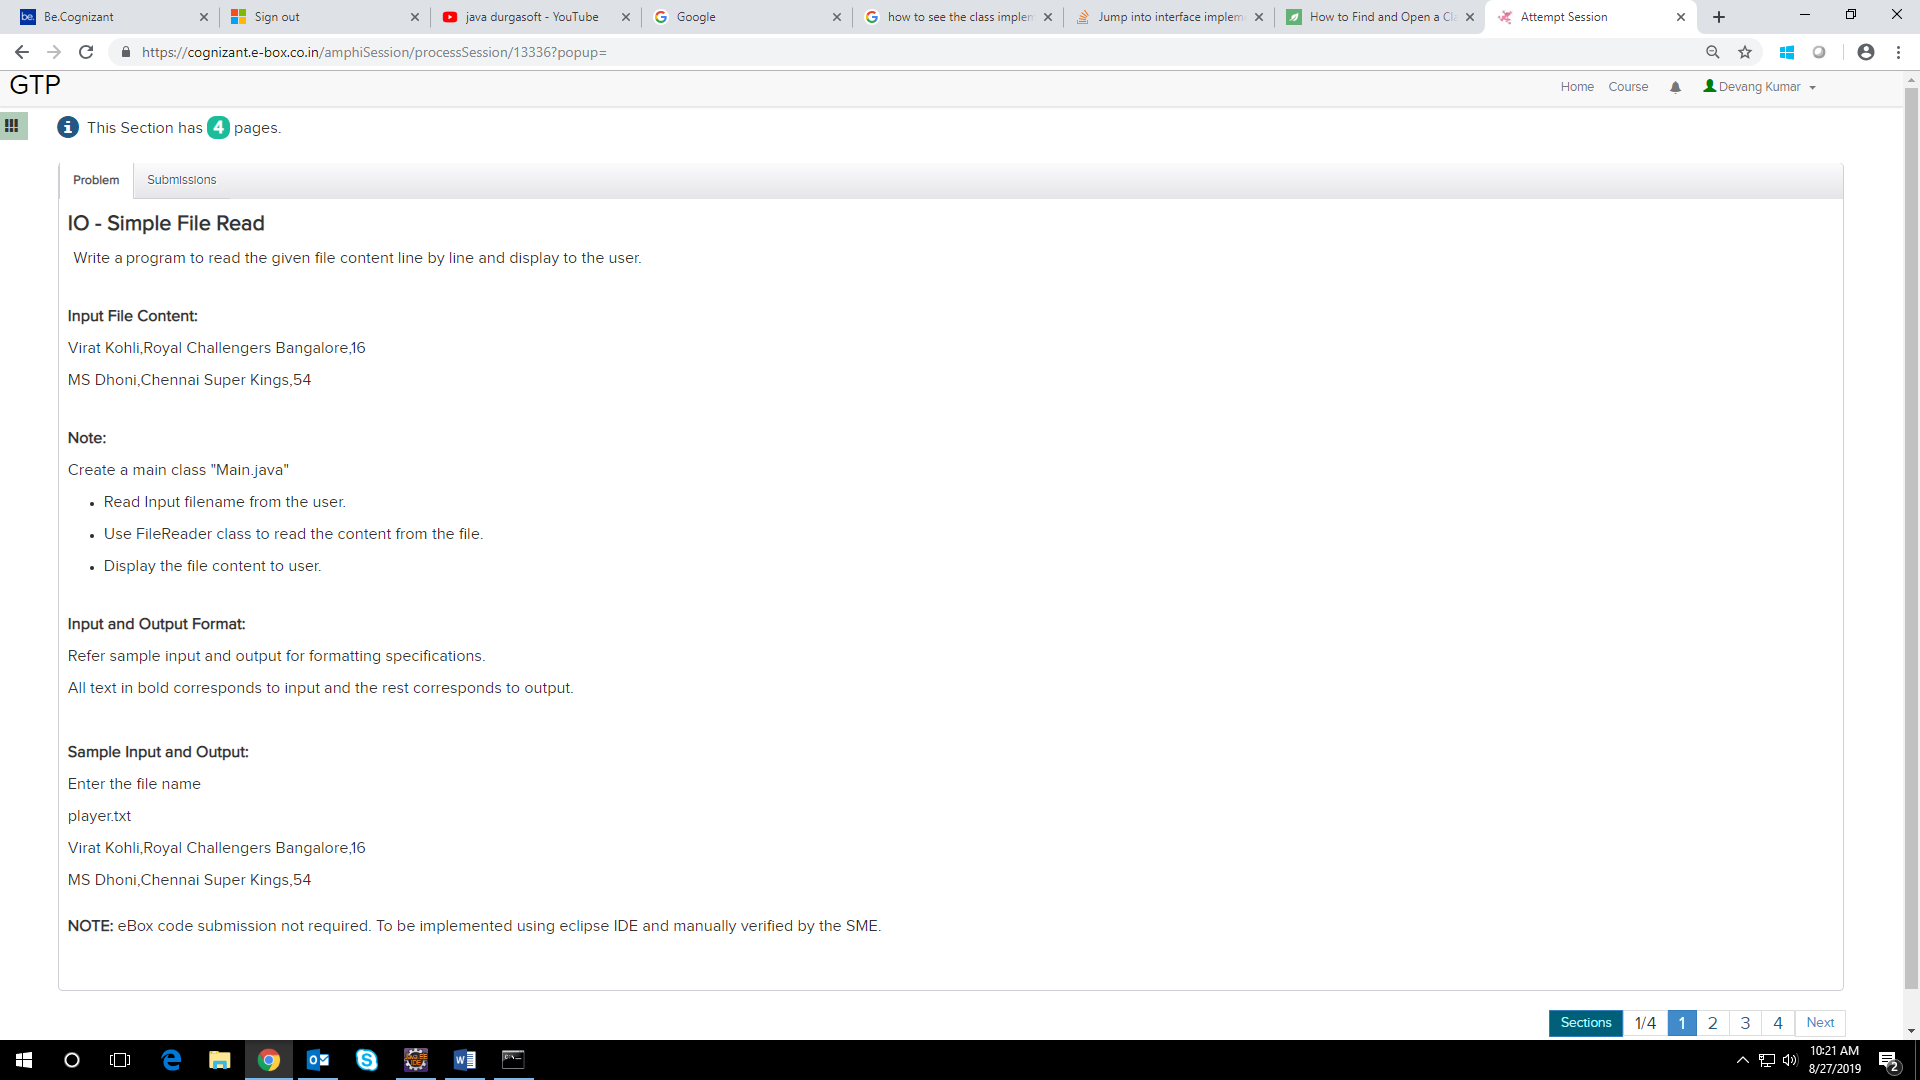 Be.Cognizant
Sign out
java durgasoft - YouTube
Google
how to see the class implem
Jump into interface implem
How to Find and Open a Cl
Attempt Session
https://cognizant.e-box.co.in/amphiSession/processSession/13336?popup=
GTP
Home Course Devang Kumar
This Section has 4 pages.
Problem Submissions
IO - Simple File Read
Write a program to read the given file content line by line and display to the user.
Input File Content:
Virat Kohli,Royal Challengers Bangalore,16
MS Dhoni,Chennai Super Kings,54
Note:
Create a main class "Main.java"
• Read Input filename from the user.
• Use FileReader class to read the content from the file.
• Display the file content to user.
Input and Output Format:
Refer sample input and output for formatting specifications.
All text in bold corresponds to input and the rest corresponds to output.
Sample Input and Output:
Enter the file name
player.txt
Virat Kohli,Royal Challengers Bangalore,16
MS Dhoni,Chennai Super Kings,54
NOTE: eBox code submission not required. To be implemented using eclipse IDE and manually verified by the SME.
Sections 1/4 1 2 3 4 Next
10:21 AM
8/27/2019
2